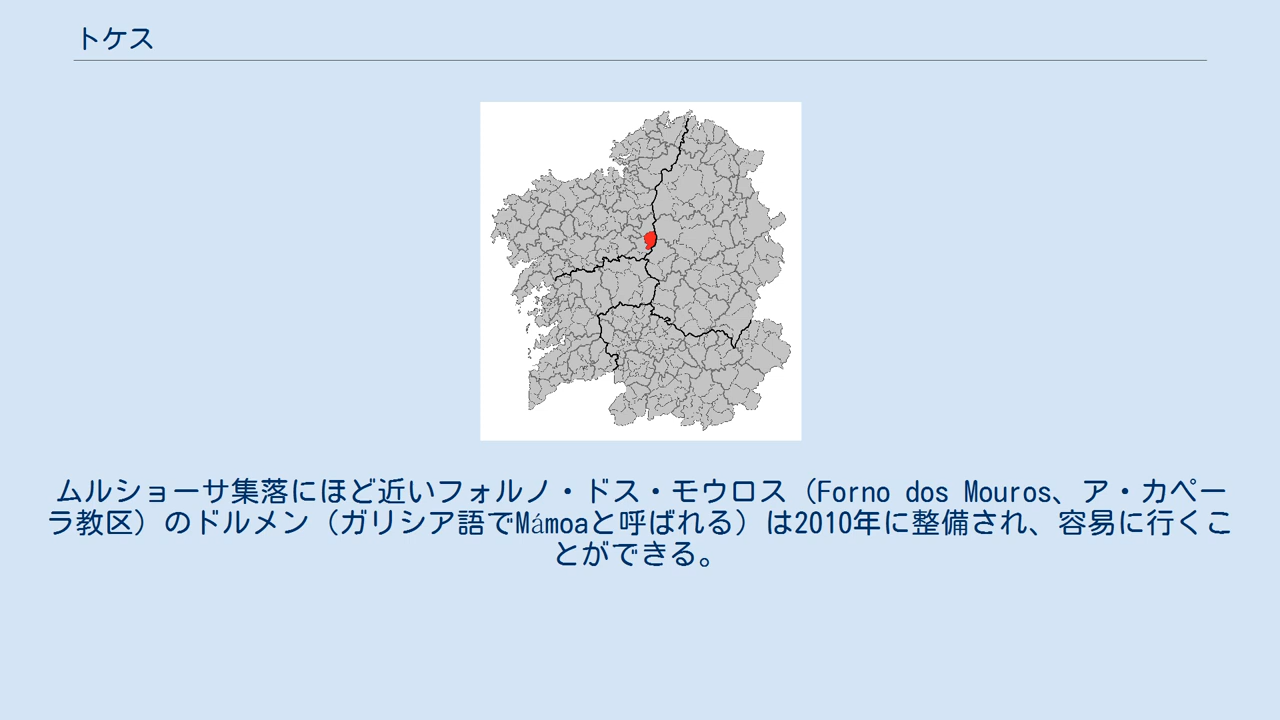 トケス
ムルショーサ集落にほど近いフォルノ・ドス・モウロス（Forno dos Mouros、ア・カペー
ラ教区）のドルメン（ガリシア語でMámoaと呼ばれる）は2010年に整備され、容易に行くこ
とができる。